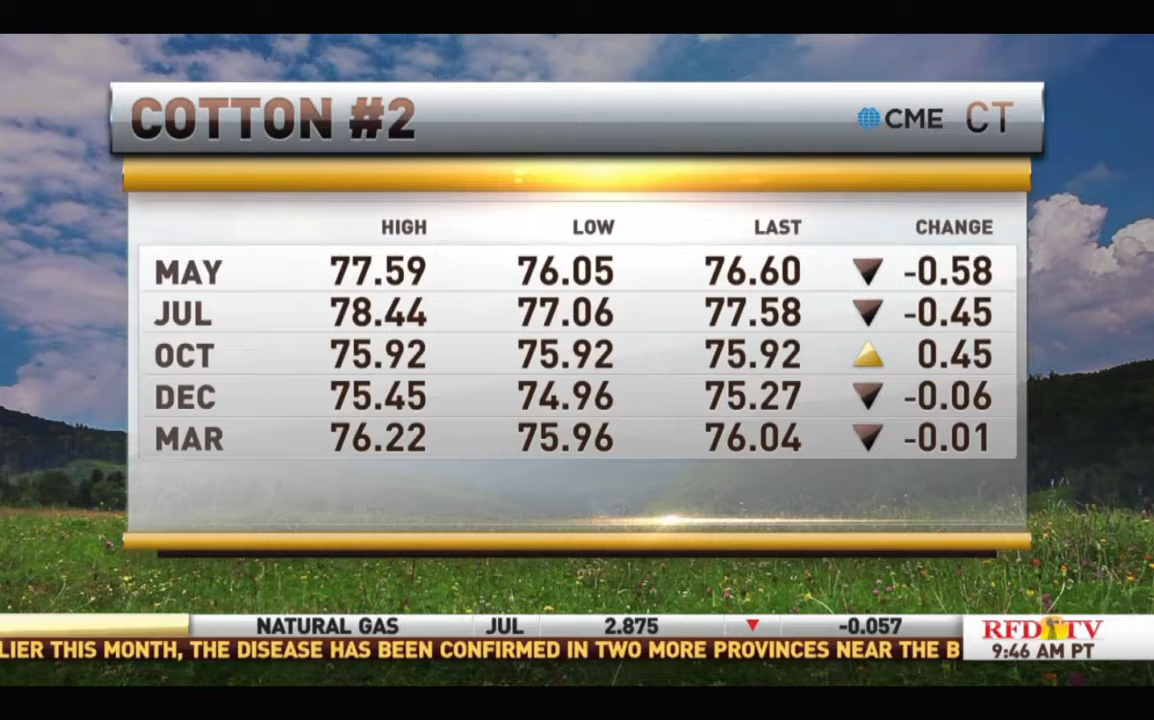 COTTON #2 CME CT
HIGH LOW LAST CHANGE
MAY 77.59 76.05 76.60 -0.58
JUL 78.44 77.06 77.58 -0.45
OCT 75.92 75.92 75.92 0.45
DEC 75.45 74.96 75.27 -0.06
MAR 76.22 75.96 76.04 -0.01
NATURAL GAS JUL 2.875 -0.057
RFD TV
LIER THIS MONTH, THE DISEASE HAS BEEN CONFIRMED IN TWO MORE PROVINCES NEAR THE B
9:46 AM PT